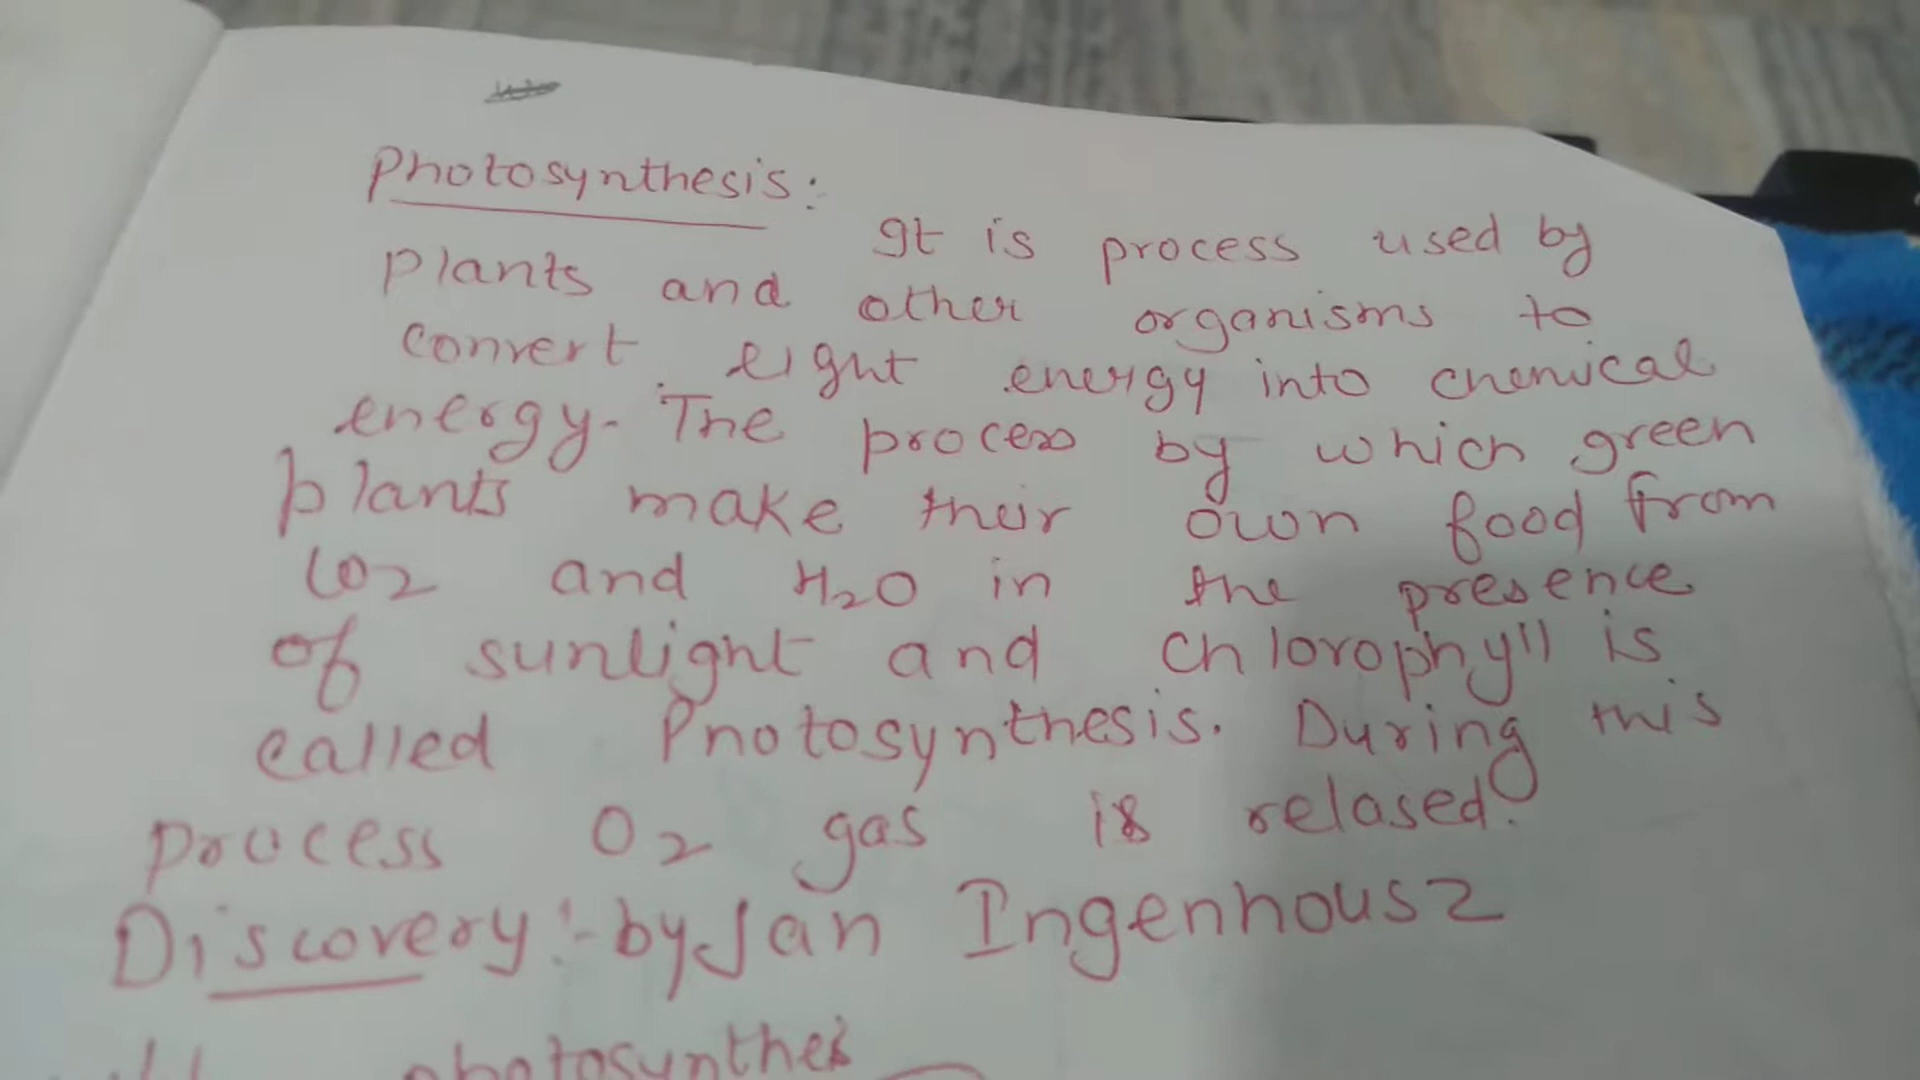 Photosynthesis:
It is process used by
plants and other organisms to
convert light energy into chemical
energy. The process by which green
plants make their own food from
CO2 and H2O in the presence
of sunlight and chlorophyll is
called Photosynthesis. During this
process O2 gas is relased.
Discovery:- by Jan Ingenhousz
photosynthes